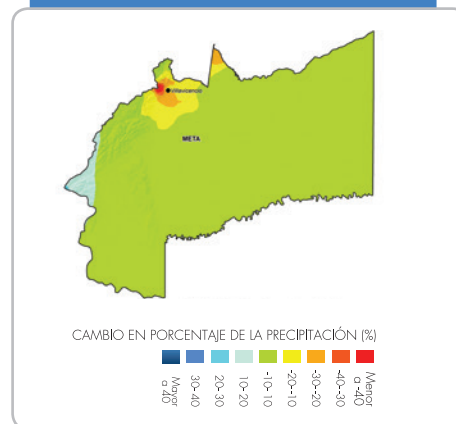 Villavicencio
META
CAMBIO EN PORCENTAJE DE LA PRECIPITACIÓN (%)
Mayor a 40
30- 40
20- 30
10- 20
-10- 10
-20--10
-30--20
-40--30
Menor a -40